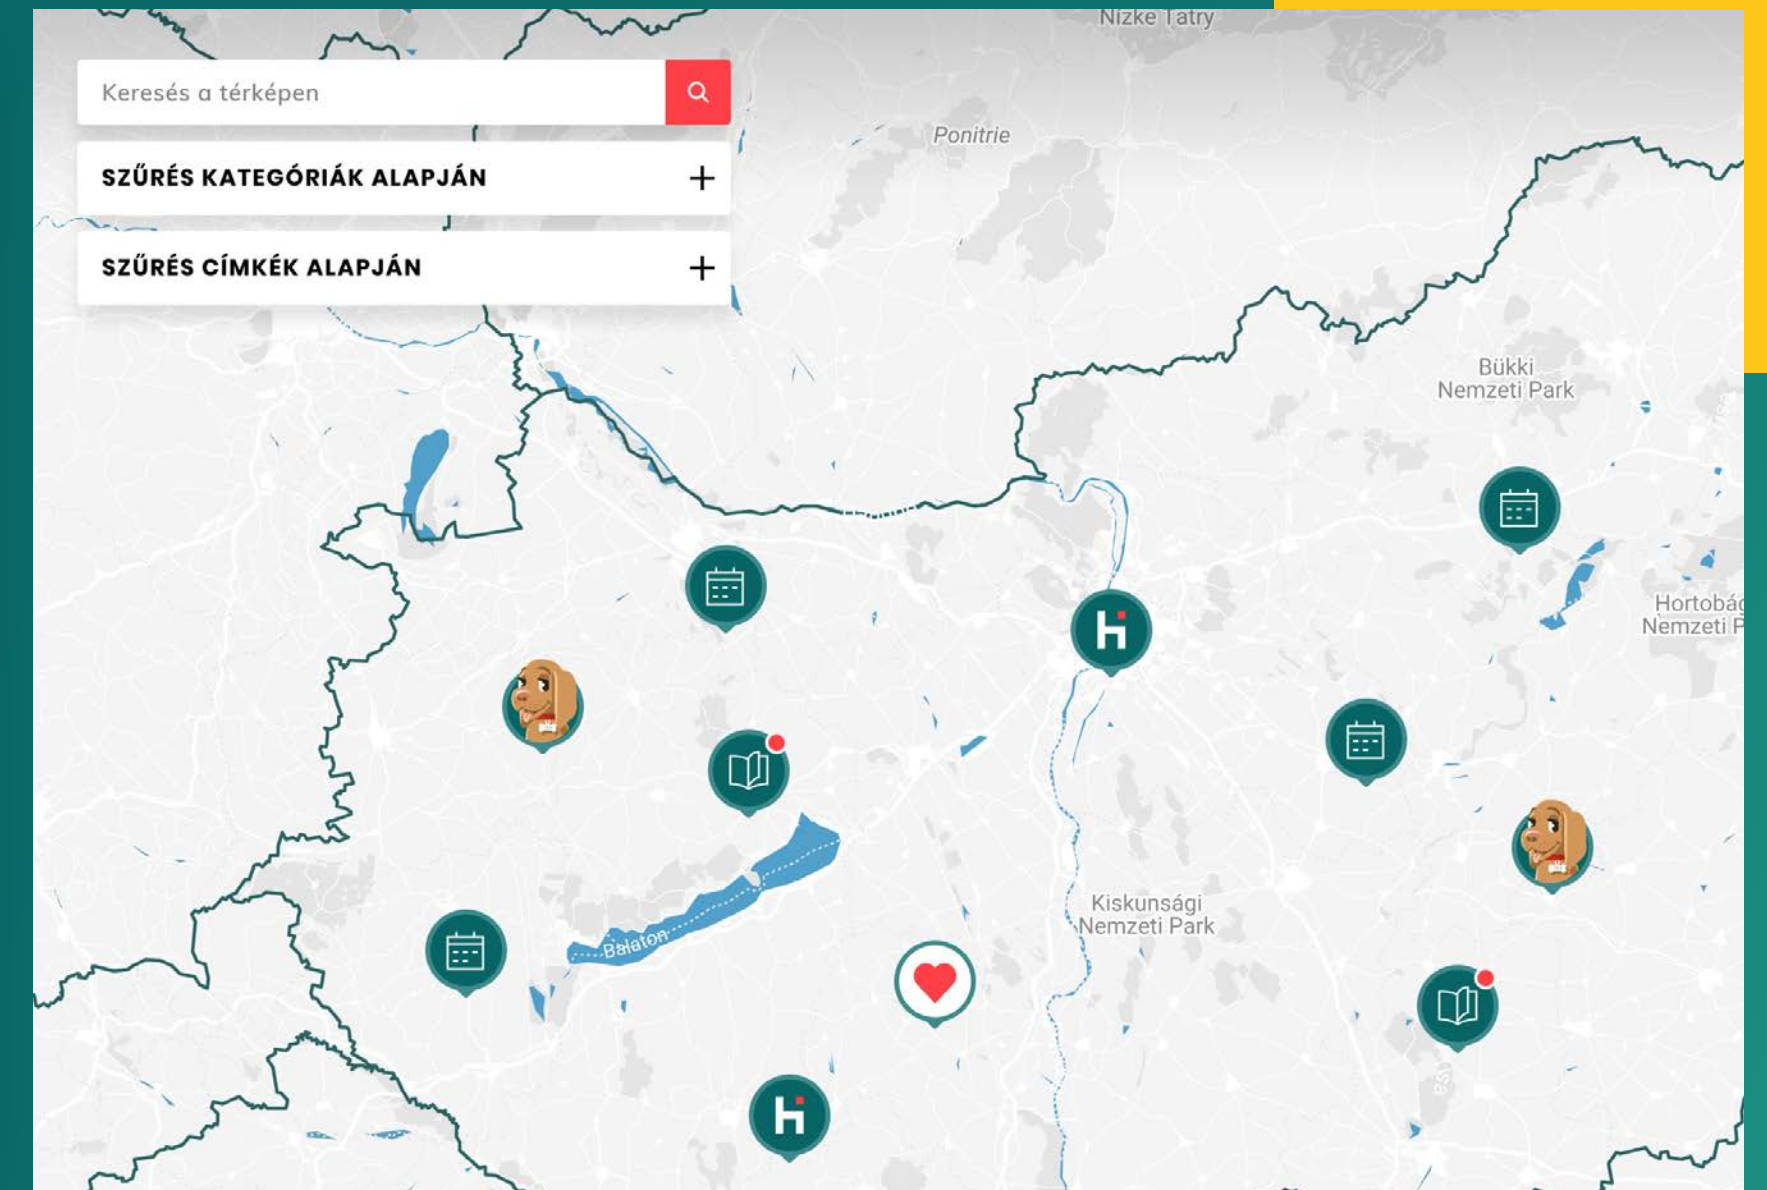 Nízke Tatry
Keresés a térképen
Ponitrie
SZŰRÉS KATEGÓRIÁK ALAPJÁN
SZŰRÉS CÍMKÉK ALAPJÁN
Bükki
Nemzeti Park
Hortobág
Nemzeti P
Kiskunsági
Nemzeti Park
Balaton